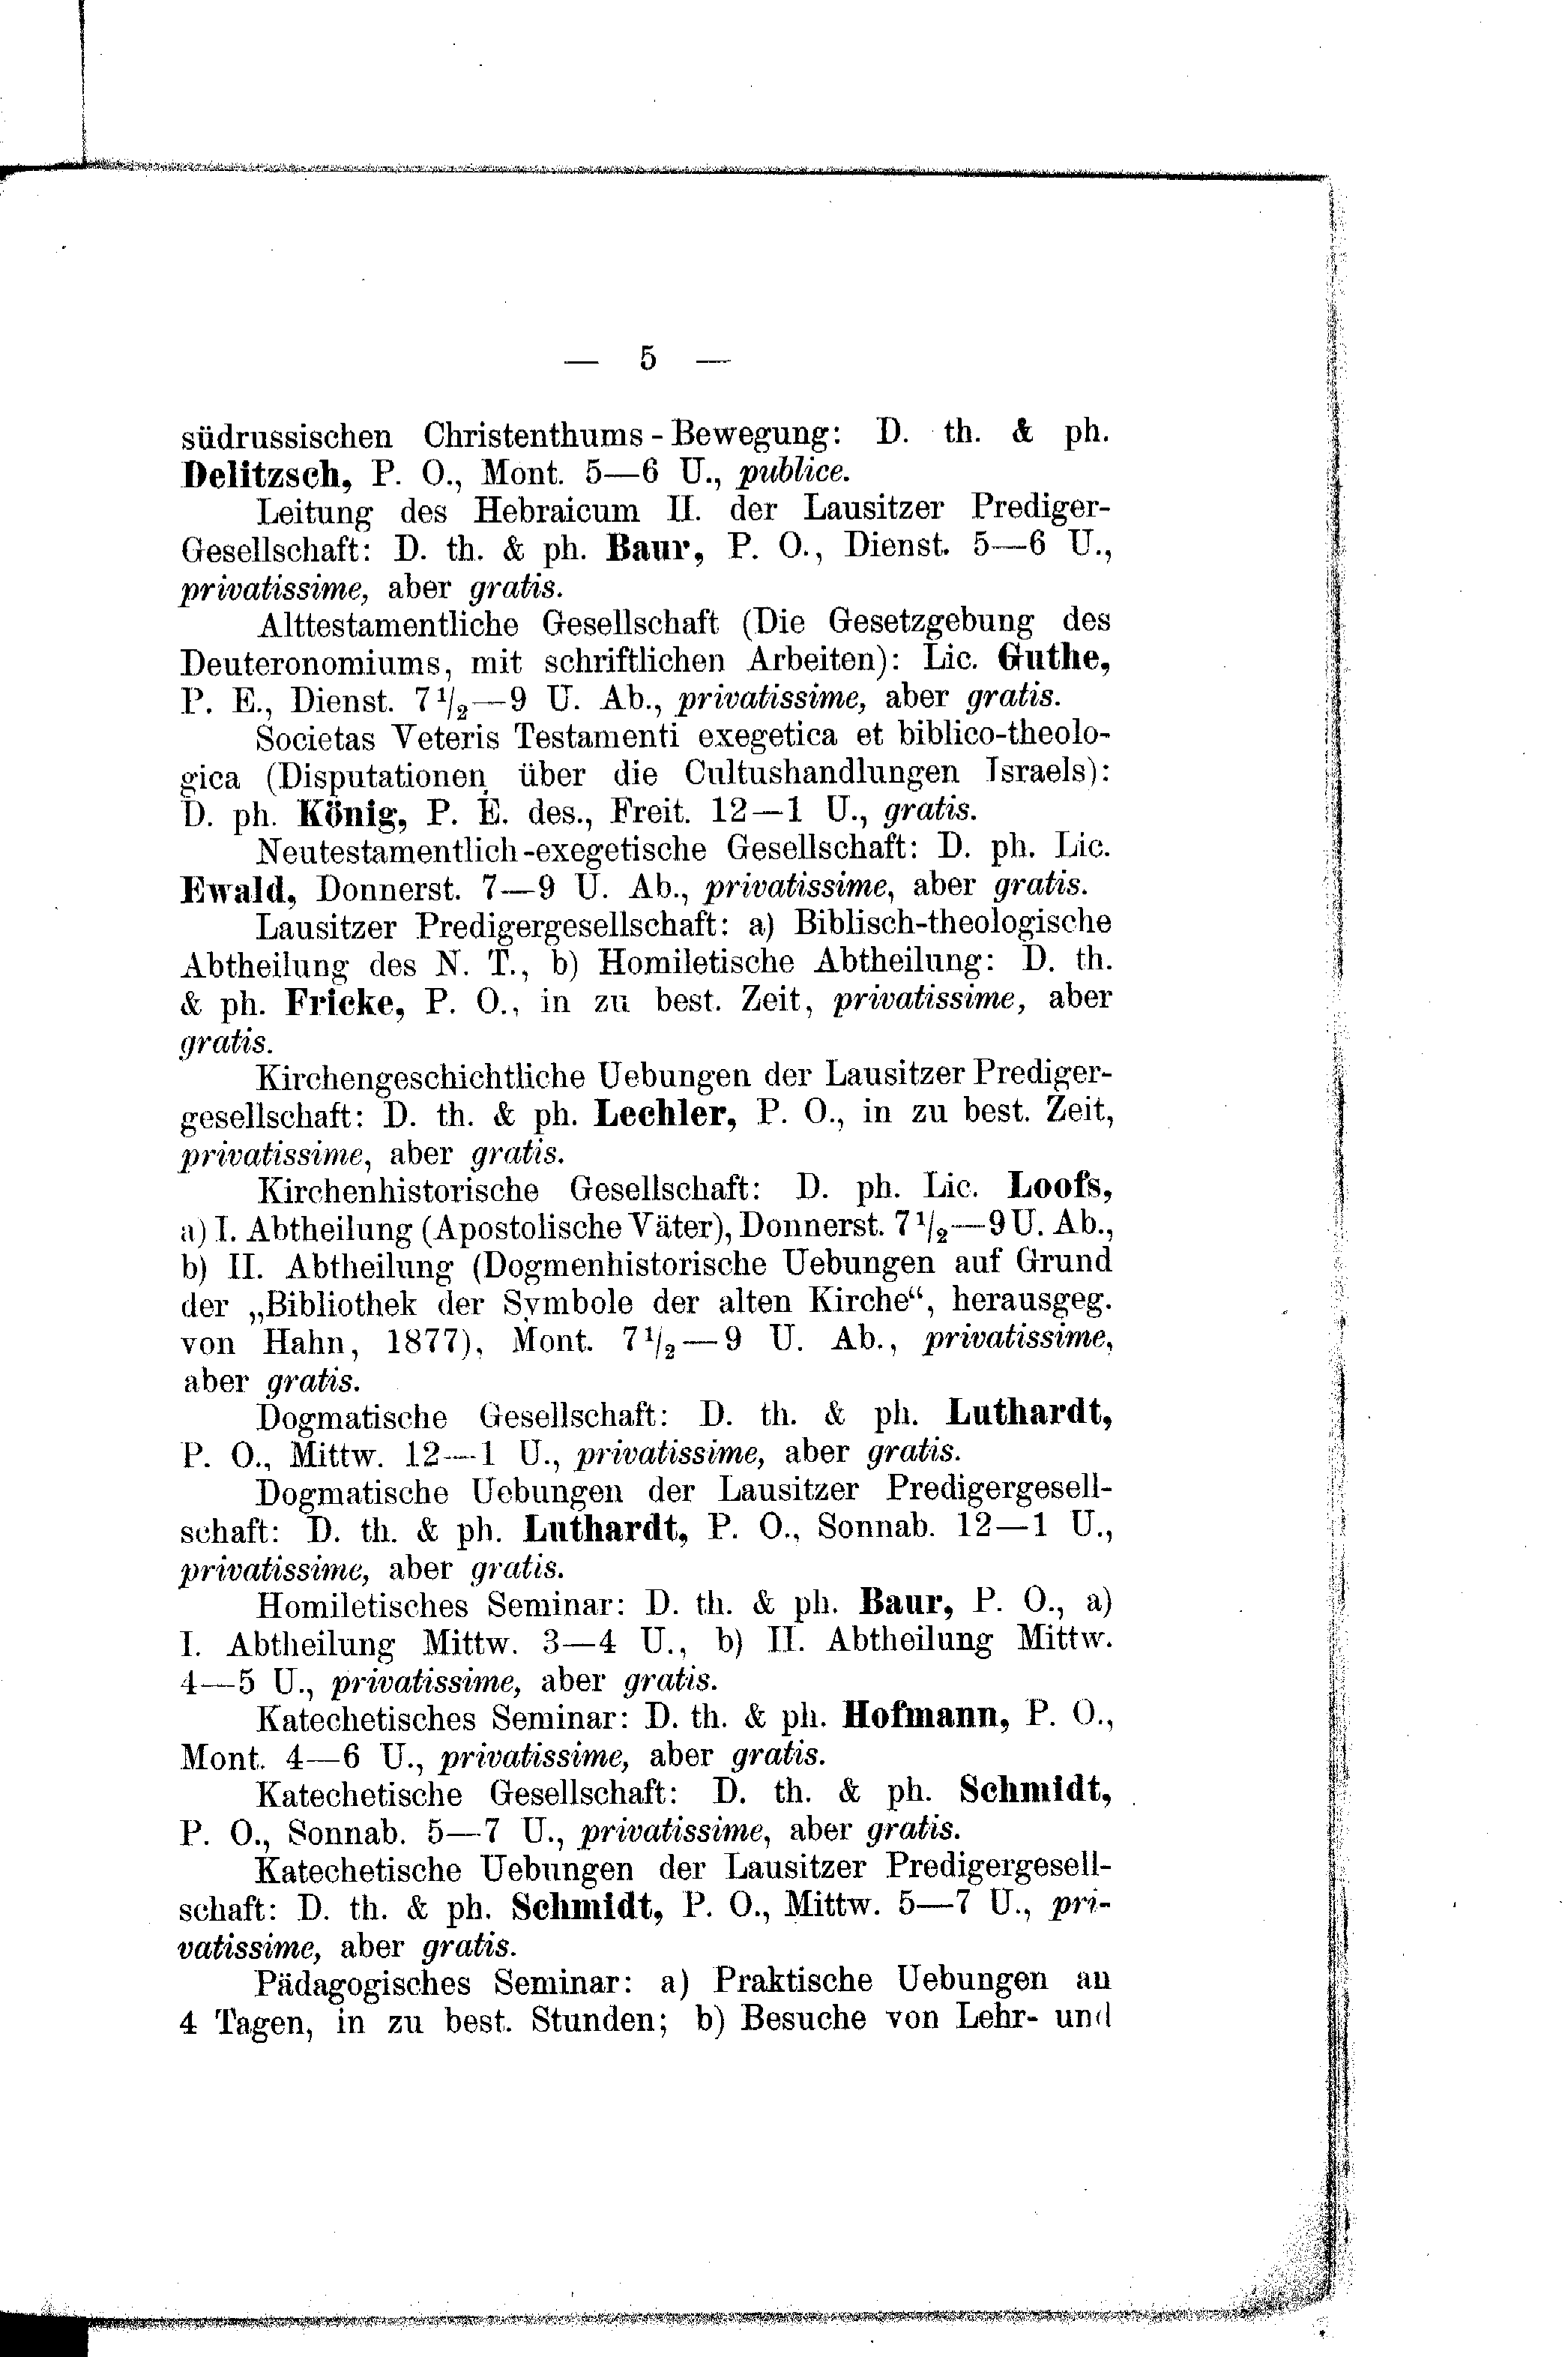 — 5 —
südrussischen Christenthums-Bewegung: D. th. & ph.
Delitzsch, P. O., Mont. 5—6 U., publice.
Leitung des Hebraicum II. der Lausitzer Prediger-
Gesellschaft: D. th. & ph. Baur, P. O., Dienst. 5—6 U.,
privatissime, aber gratis.
Alttestamentliche Gesellschaft (Die Gesetzgebung des
Deuteronomiums, mit schriftlichen Arbeiten): Lic. Guthe,
P. E., Dienst. 7 1/2—9 U. Ab., privatissime, aber gratis.
Societas Veteris Testamenti exegetica et biblico-theolo-
gica (Disputationen über die Cultushandlungen Israels):
D. ph. König, P. E. des., Freit. 12—1 U., gratis.
Neutestamentlich-exegetische Gesellschaft: D. ph. Lic.
Ewald, Donnerst. 7—9 U. Ab., privatissime, aber gratis.
Lausitzer Predigergesellschaft: a) Biblisch-theologische
Abtheilung des N. T., b) Homiletische Abtheilung: D. th.
& ph. Fricke, P. O., in zu best. Zeit, privatissime, aber
gratis.
Kirchengeschichtliche Uebungen der Lausitzer Prediger-
gesellschaft: D. th. & ph. Lechler, P. O., in zu best. Zeit,
privatissime, aber gratis.
Kirchenhistorische Gesellschaft: D. ph. Lic. Loofs,
a) I. Abtheilung (Apostolische Väter), Donnerst. 7 1/2—9 U. Ab.,
b) II. Abtheilung (Dogmenhistorische Uebungen auf Grund
der „Bibliothek der Symbole der alten Kirche“, herausgeg.
von Hahn, 1877), Mont. 7 1/2—9 U. Ab., privatissime,
aber gratis.
Dogmatische Gesellschaft: D. th. & ph. Luthardt,
P. O., Mittw. 12—1 U., privatissime, aber gratis.
Dogmatische Uebungen der Lausitzer Predigergesell-
schaft: D. th. & ph. Luthardt, P. O., Sonnab. 12—1 U.,
privatissime, aber gratis.
Homiletisches Seminar: D. th. & ph. Baur, P. O., a)
I. Abtheilung Mittw. 3—4 U., b) II. Abtheilung Mittw.
4—5 U., privatissime, aber gratis.
Katechetisches Seminar: D. th. & ph. Hofmann, P. O.,
Mont. 4—6 U., privatissime, aber gratis.
Katechetische Gesellschaft: D. th. & ph. Schmidt,
P. O., Sonnab. 5—7 U., privatissime, aber gratis.
Katechetische Uebungen der Lausitzer Predigergesell-
schaft: D. th. & ph. Schmidt, P. O., Mittw. 5—7 U., pri-
vatissime, aber gratis.
Pädagogisches Seminar: a) Praktische Uebungen an
4 Tagen, in zu best. Stunden; b) Besuche von Lehr- und